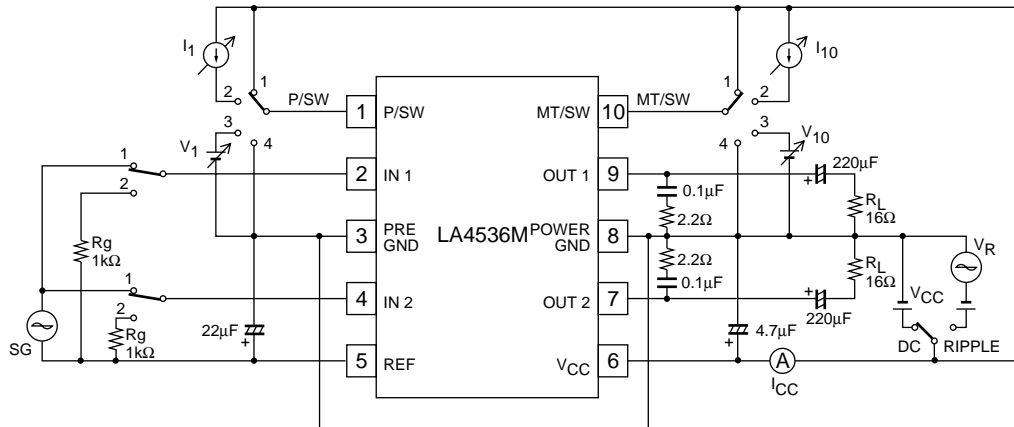 I1
1
2
3
4
P/SW
V1
1
P/SW
1
2
2
IN 1
Rg
1kΩ
3
PRE
GND
1
2
4
IN 2
SG
Rg
1kΩ
22µF
+
5
REF
LA4536M
I10
1
2
3
4
MT/SW
V10
10
MT/SW
9
OUT 1
0.1µF
2.2Ω
220µF
+
RL
16Ω
8
POWER
GND
2.2Ω
0.1µF
RL
16Ω
7
OUT 2
+
220µF
VR
VCC
DC
RIPPLE
4.7µF
+
6
VCC
A
ICC